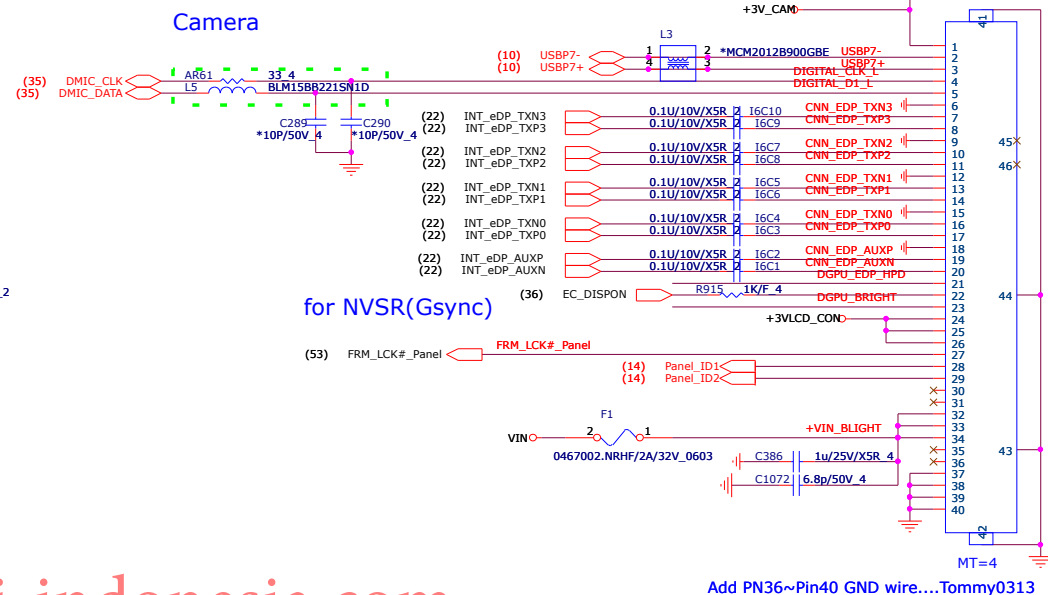 Camera
+3V_CAM
41
L3
(10) USBP7- 1 2 *MCM2012B900GBE USBP7-
(10) USBP7+ 4 3 USBP7+
(35) DMIC_CLK AR61 33_4 DIGITAL_CLK_L
(35) DMIC_DATA L5 BLM15BB221SN1D DIGITAL_D1_L
C289 C290
*10P/50V_4 *10P/50V_4
(22) INT_eDP_TXN3 0.1U/10V/X5R 2 I6C10 CNN_EDP_TXN3
(22) INT_eDP_TXP3 0.1U/10V/X5R 2 I6C9 CNN_EDP_TXP3
(22) INT_eDP_TXN2 0.1U/10V/X5R 2 I6C7 CNN_EDP_TXN2
(22) INT_eDP_TXP2 0.1U/10V/X5R 2 I6C8 CNN_EDP_TXP2
(22) INT_eDP_TXN1 0.1U/10V/X5R 2 I6C5 CNN_EDP_TXN1
(22) INT_eDP_TXP1 0.1U/10V/X5R 2 I6C6 CNN_EDP_TXP1
(22) INT_eDP_TXN0 0.1U/10V/X5R 2 I6C4 CNN_EDP_TXN0
(22) INT_eDP_TXP0 0.1U/10V/X5R 2 I6C3 CNN_EDP_TXP0
(22) INT_eDP_AUXP 0.1U/10V/X5R 2 I6C2 CNN_EDP_AUXP
(22) INT_eDP_AUXN 0.1U/10V/X5R 2 I6C1 CNN_EDP_AUXN
DGPU_EDP_HPD
(36) EC_DISPON R915 1K/F_4
DGPU_BRIGHT
_2
for NVSR(Gsync)
+3VLCD_CON
(53) FRM_LCK#_Panel FRM_LCK#_Panel
(14) Panel_ID1
(14) Panel_ID2
F1
VIN 2 1 +VIN_BLIGHT
0467002.NRHF/2A/32V_0603
C386 1u/25V/X5R_4
C1072 6.8p/50V_4
1
2
3
4
5
6
7
8
9
10
11
12
13
14
15
16
17
18
19
20
21
22
23
24
25
26
27
28
29
30
31
32
33
34
35
36
37
38
39
40
45
46
44
43
42
MT=4
Add PN36~Pin40 GND wire....Tommy0313
i-indonesia.com